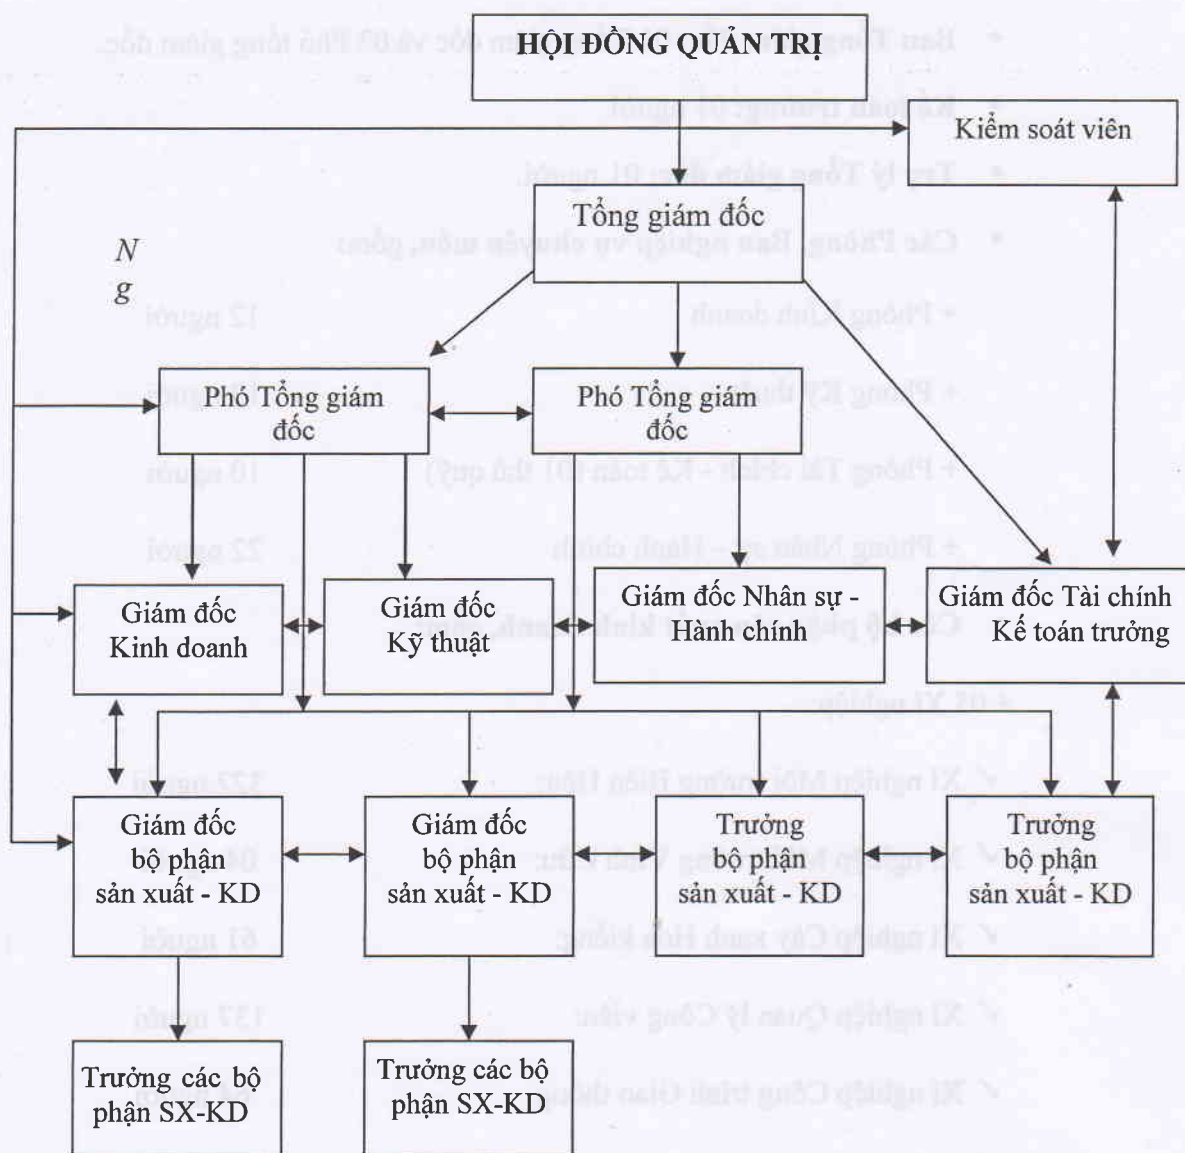 HỘI ĐỒNG QUẢN TRỊ
Kiểm soát viên
Tổng giám đốc
N
g
Phó Tổng giám
đốc
Phó Tổng giám
đốc
Giám đốc
Kinh doanh
Giám đốc
Kỹ thuật
Giám đốc Nhân sự -
Hành chính
Giám đốc Tài chính
Kế toán trưởng
Giám đốc
bộ phận
sản xuất - KD
Giám đốc
bộ phận
sản xuất - KD
Trưởng
bộ phận
sản xuất - KD
Trưởng
bộ phận
sản xuất - KD
Trưởng các bộ
phận SX-KD
Trưởng các bộ
phận SX-KD